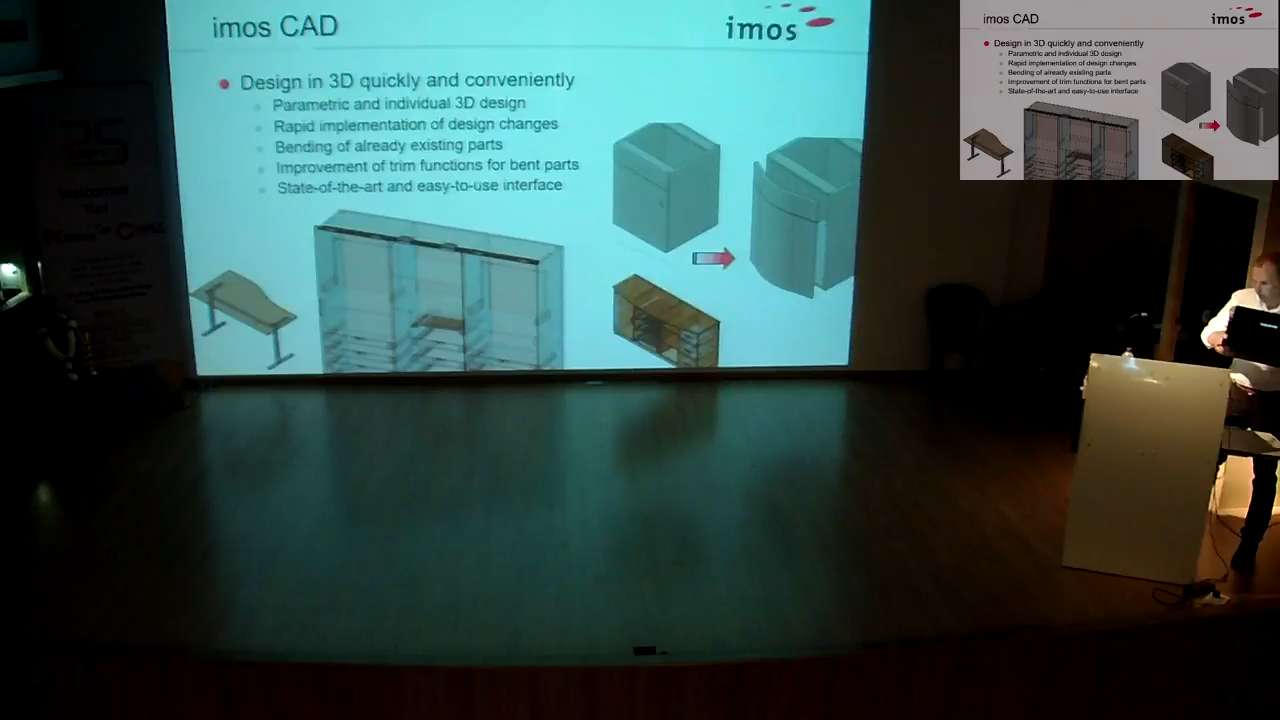 imos CAD
imos
Design in 3D quickly and conveniently
Parametric and individual 3D design
Rapid implementation of design changes
Bending of already existing parts
Improvement of trim functions for bent parts
State-of-the-art and easy-to-use interface
imos CAD
imos
Design in 3D quickly and conveniently
Parametric and individual 3D design
Rapid implementation of design changes
Bending of already existing parts
Improvement of trim functions for bent parts
State-of-the-art and easy-to-use interface
25
Welcomes
You